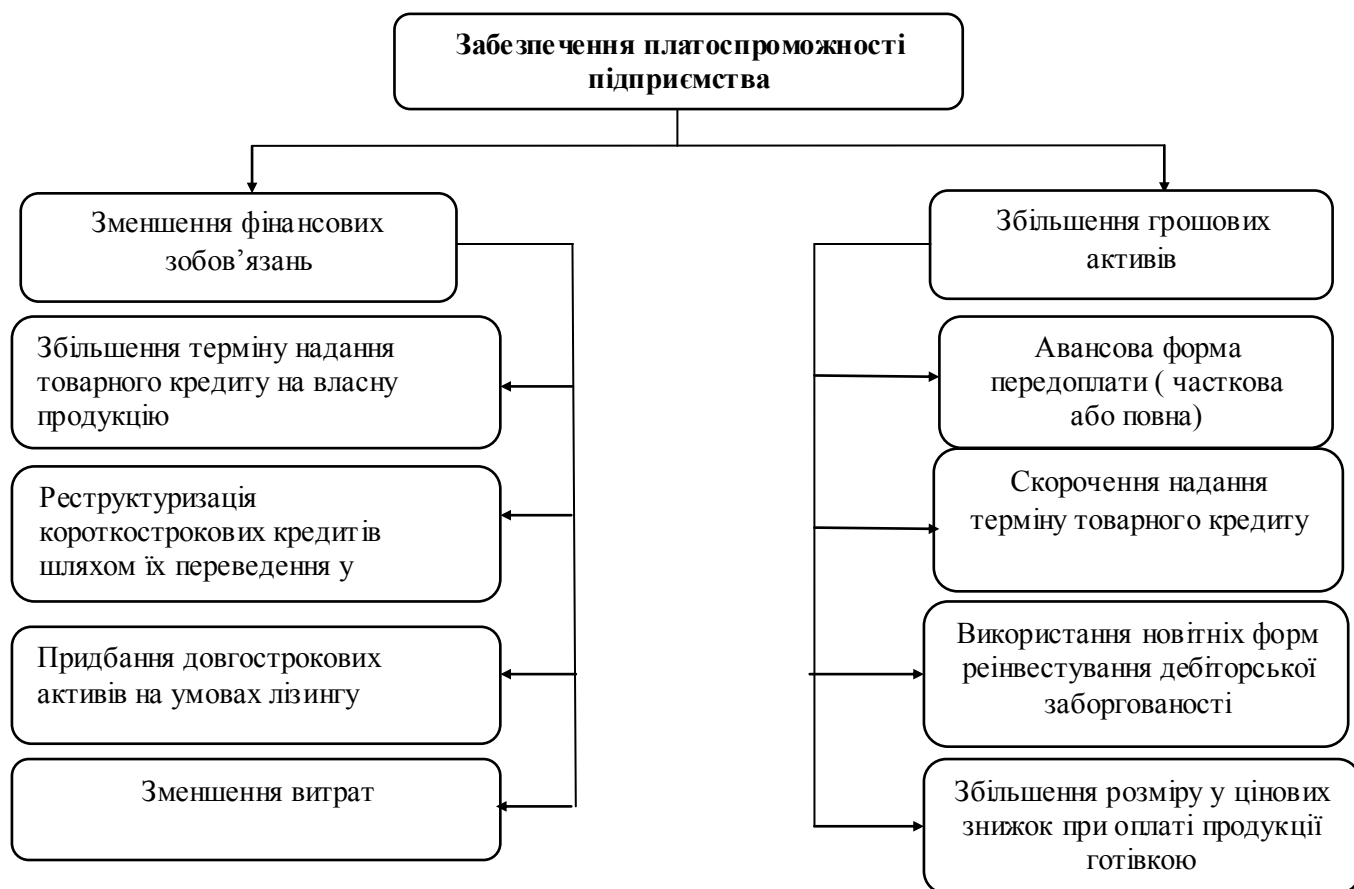 Забезпечення платоспроможності
підприємства
Зменшення фінансових
зобов’язань
Збільшення терміну надання
товарного кредиту на власну
продукцію
Реструктуризація
короткострокових кредитів
шляхом їх переведення у
Придбання довгострокових
активів на умовах лізингу
Зменшення витрат
Збільшення грошових
активів
Авансова форма
передоплати ( часткова
або повна)
Скорочення надання
терміну товарного кредиту
Використання новітніх форм
реінвестування дебіторської
заборгованості
Збільшення розміру у цінових
знижок при оплаті продукції
готівкою